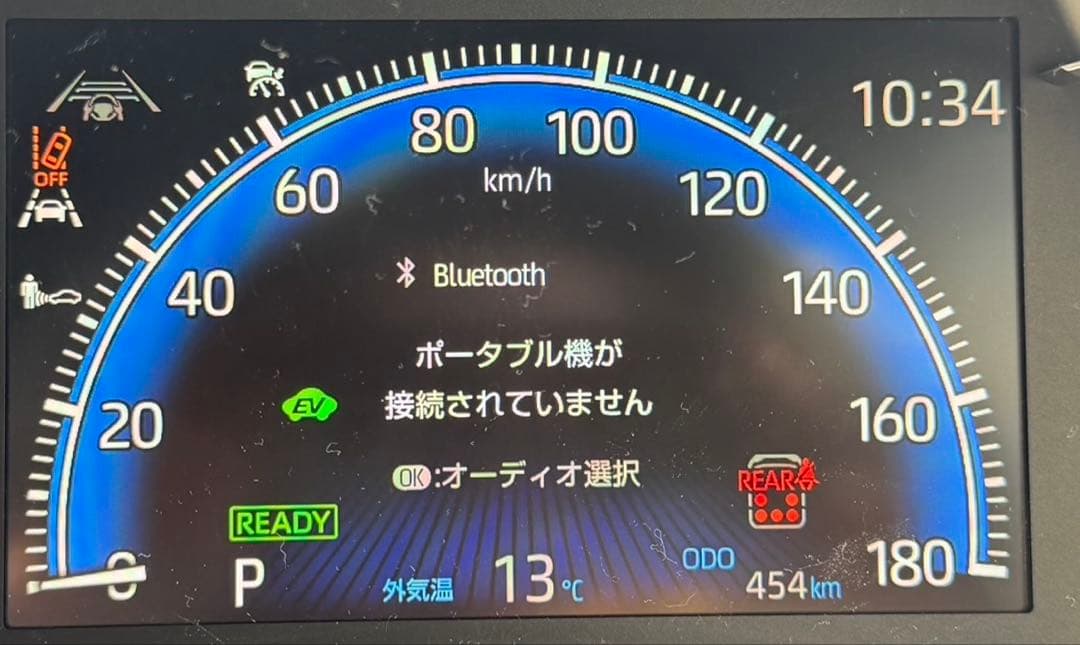 10:34
OFF
80 100
km/h
60 120
40 140
Bluetooth
ポータブル機が
接続されていません
EV
20 160
OK:オーディオ選択
REAR
READY
0 180
P
外気温 13℃
ODO
454km